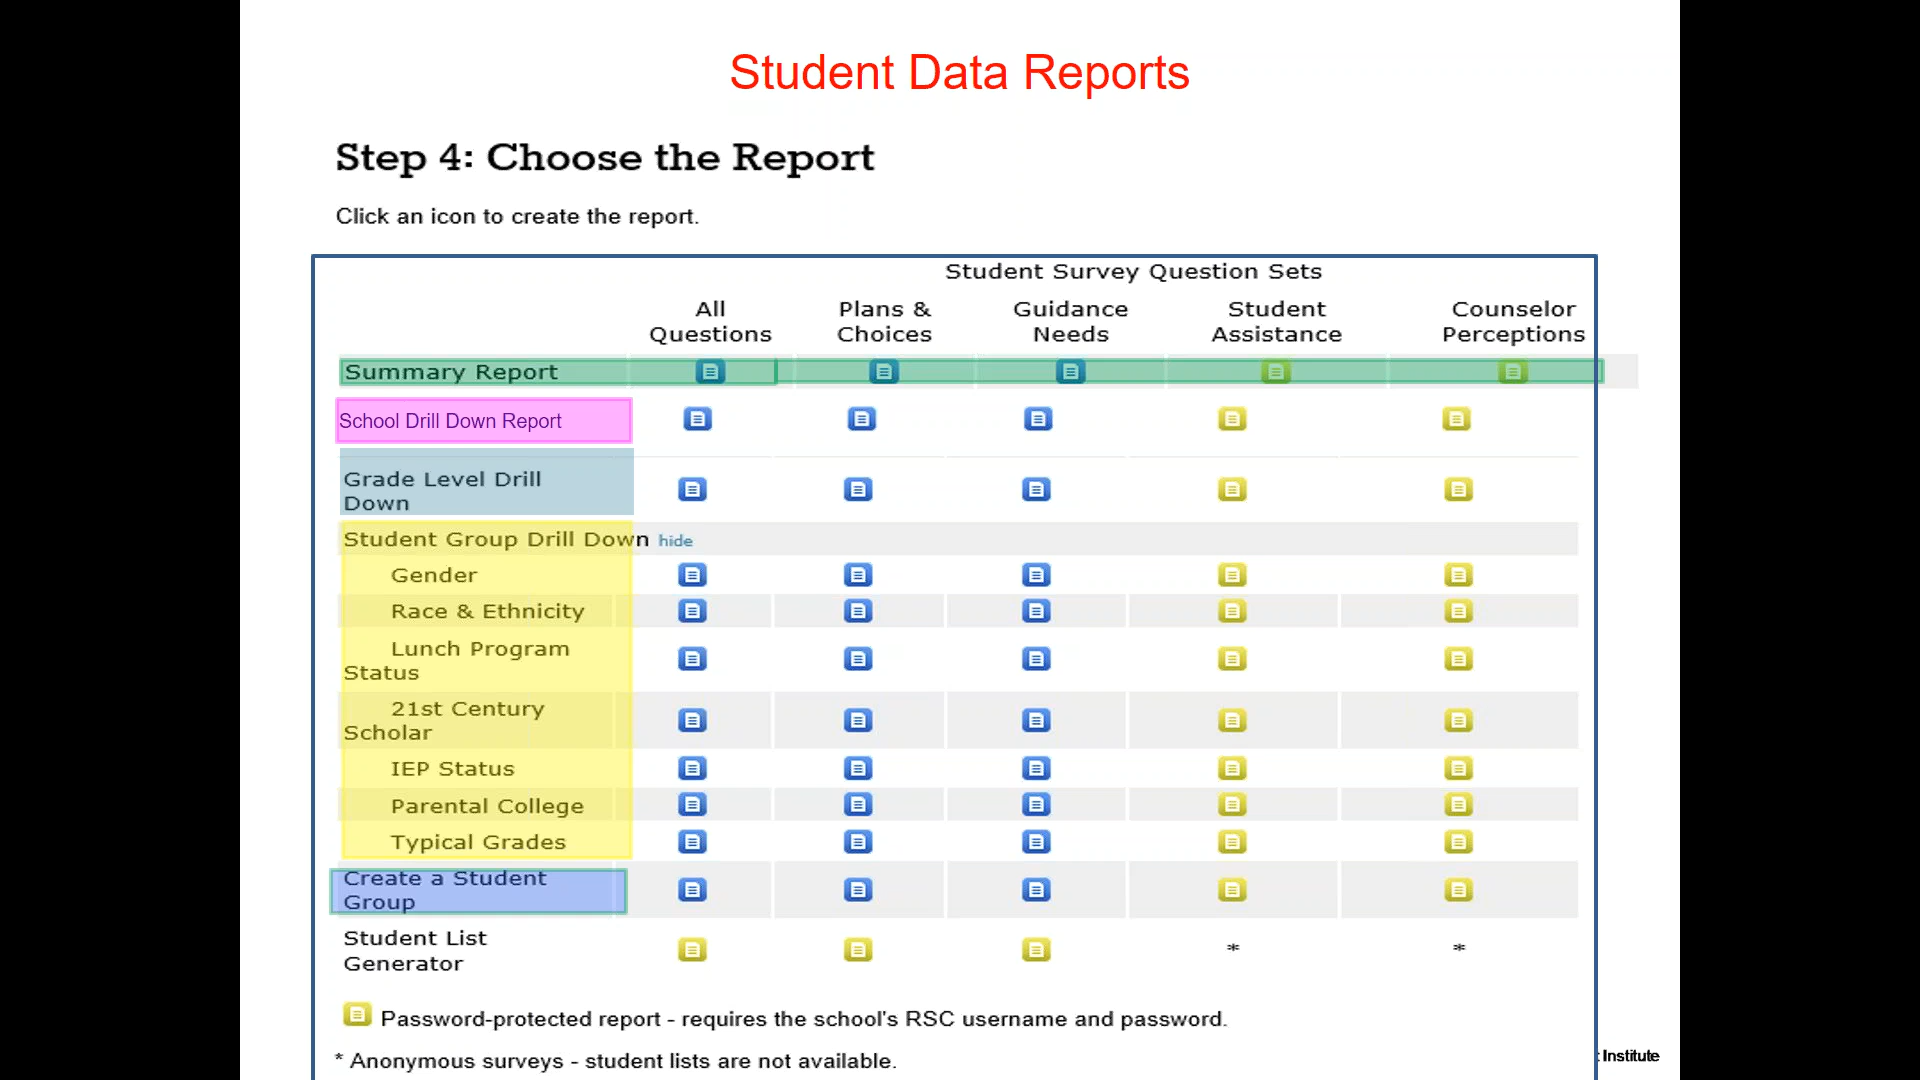 Student Data Reports
Step 4: Choose the Report
Click an icon to create the report.
Student Survey Question Sets
All Questions
Plans & Choices
Guidance Needs
Student Assistance
Counselor Perceptions
Summary Report
School Drill Down Report
Grade Level Drill
Down
Student Group Drill Down hide
Gender
Race & Ethnicity
Lunch Program
Status
21st Century
Scholar
IEP Status
Parental College
Typical Grades
Create a Student
Group
Student List
Generator
* *
Password-protected report - requires the school's RSC username and password.
* Anonymous surveys - student lists are not available.
Institute